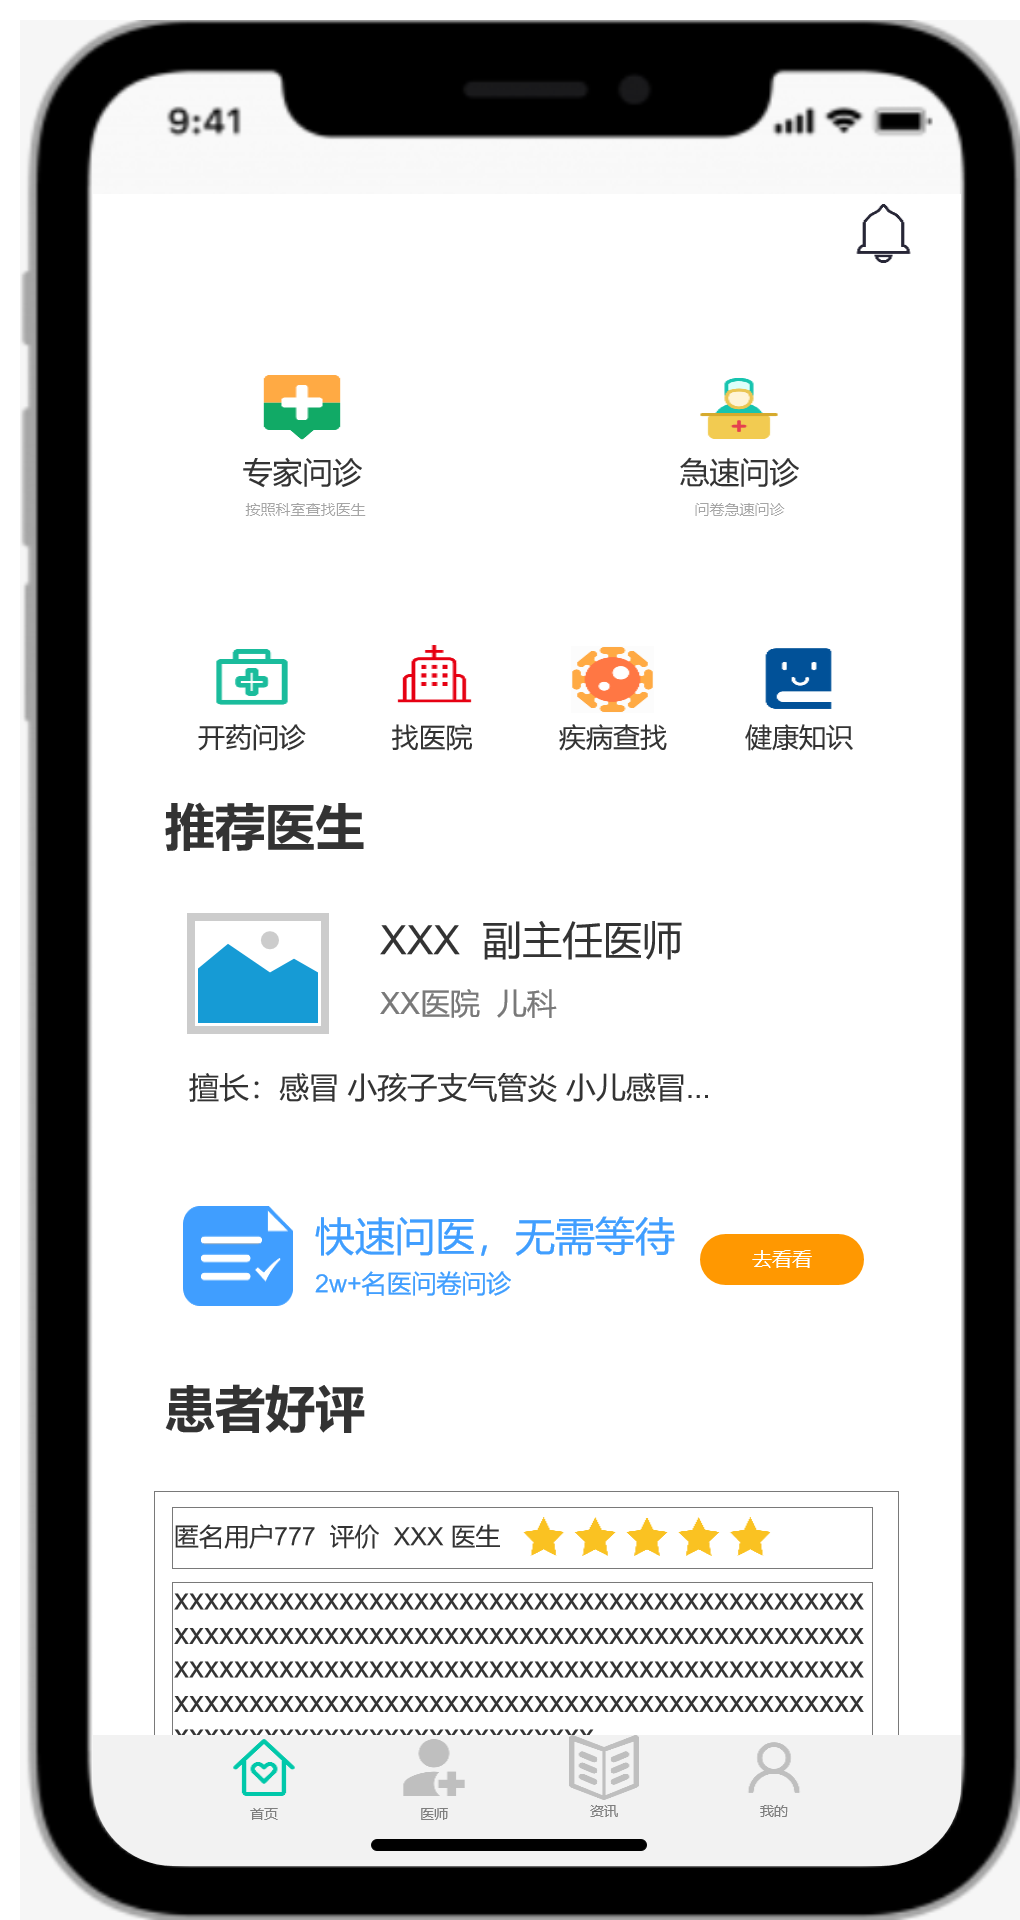 9:41
专家问诊
按照科室查找医生
急速问诊
问卷急速问诊
开药问诊
找医院
疾病查找
健康知识
推荐医生
XXX 副主任医师
XX医院 儿科
擅长：感冒 小孩子支气管炎 小儿感冒...
快速问医，无需等待
2w+名医问卷问诊
去看看
患者好评
匿名用户777 评价 XXX 医生
XXXXXXXXXXXXXXXXXXXXXXXXXXXXXXXXXXXXXXXXXXXXXX
XXXXXXXXXXXXXXXXXXXXXXXXXXXXXXXXXXXXXXXXXXXXXX
XXXXXXXXXXXXXXXXXXXXXXXXXXXXXXXXXXXXXXXXXXXXXX
XXXXXXXXXXXXXXXXXXXXXXXXXXXXXXXXXXXXXXXXXXXXXX
XXXXXXXXXXXXXXXXXXXXXXXXXXXX
首页
医师
资讯
我的